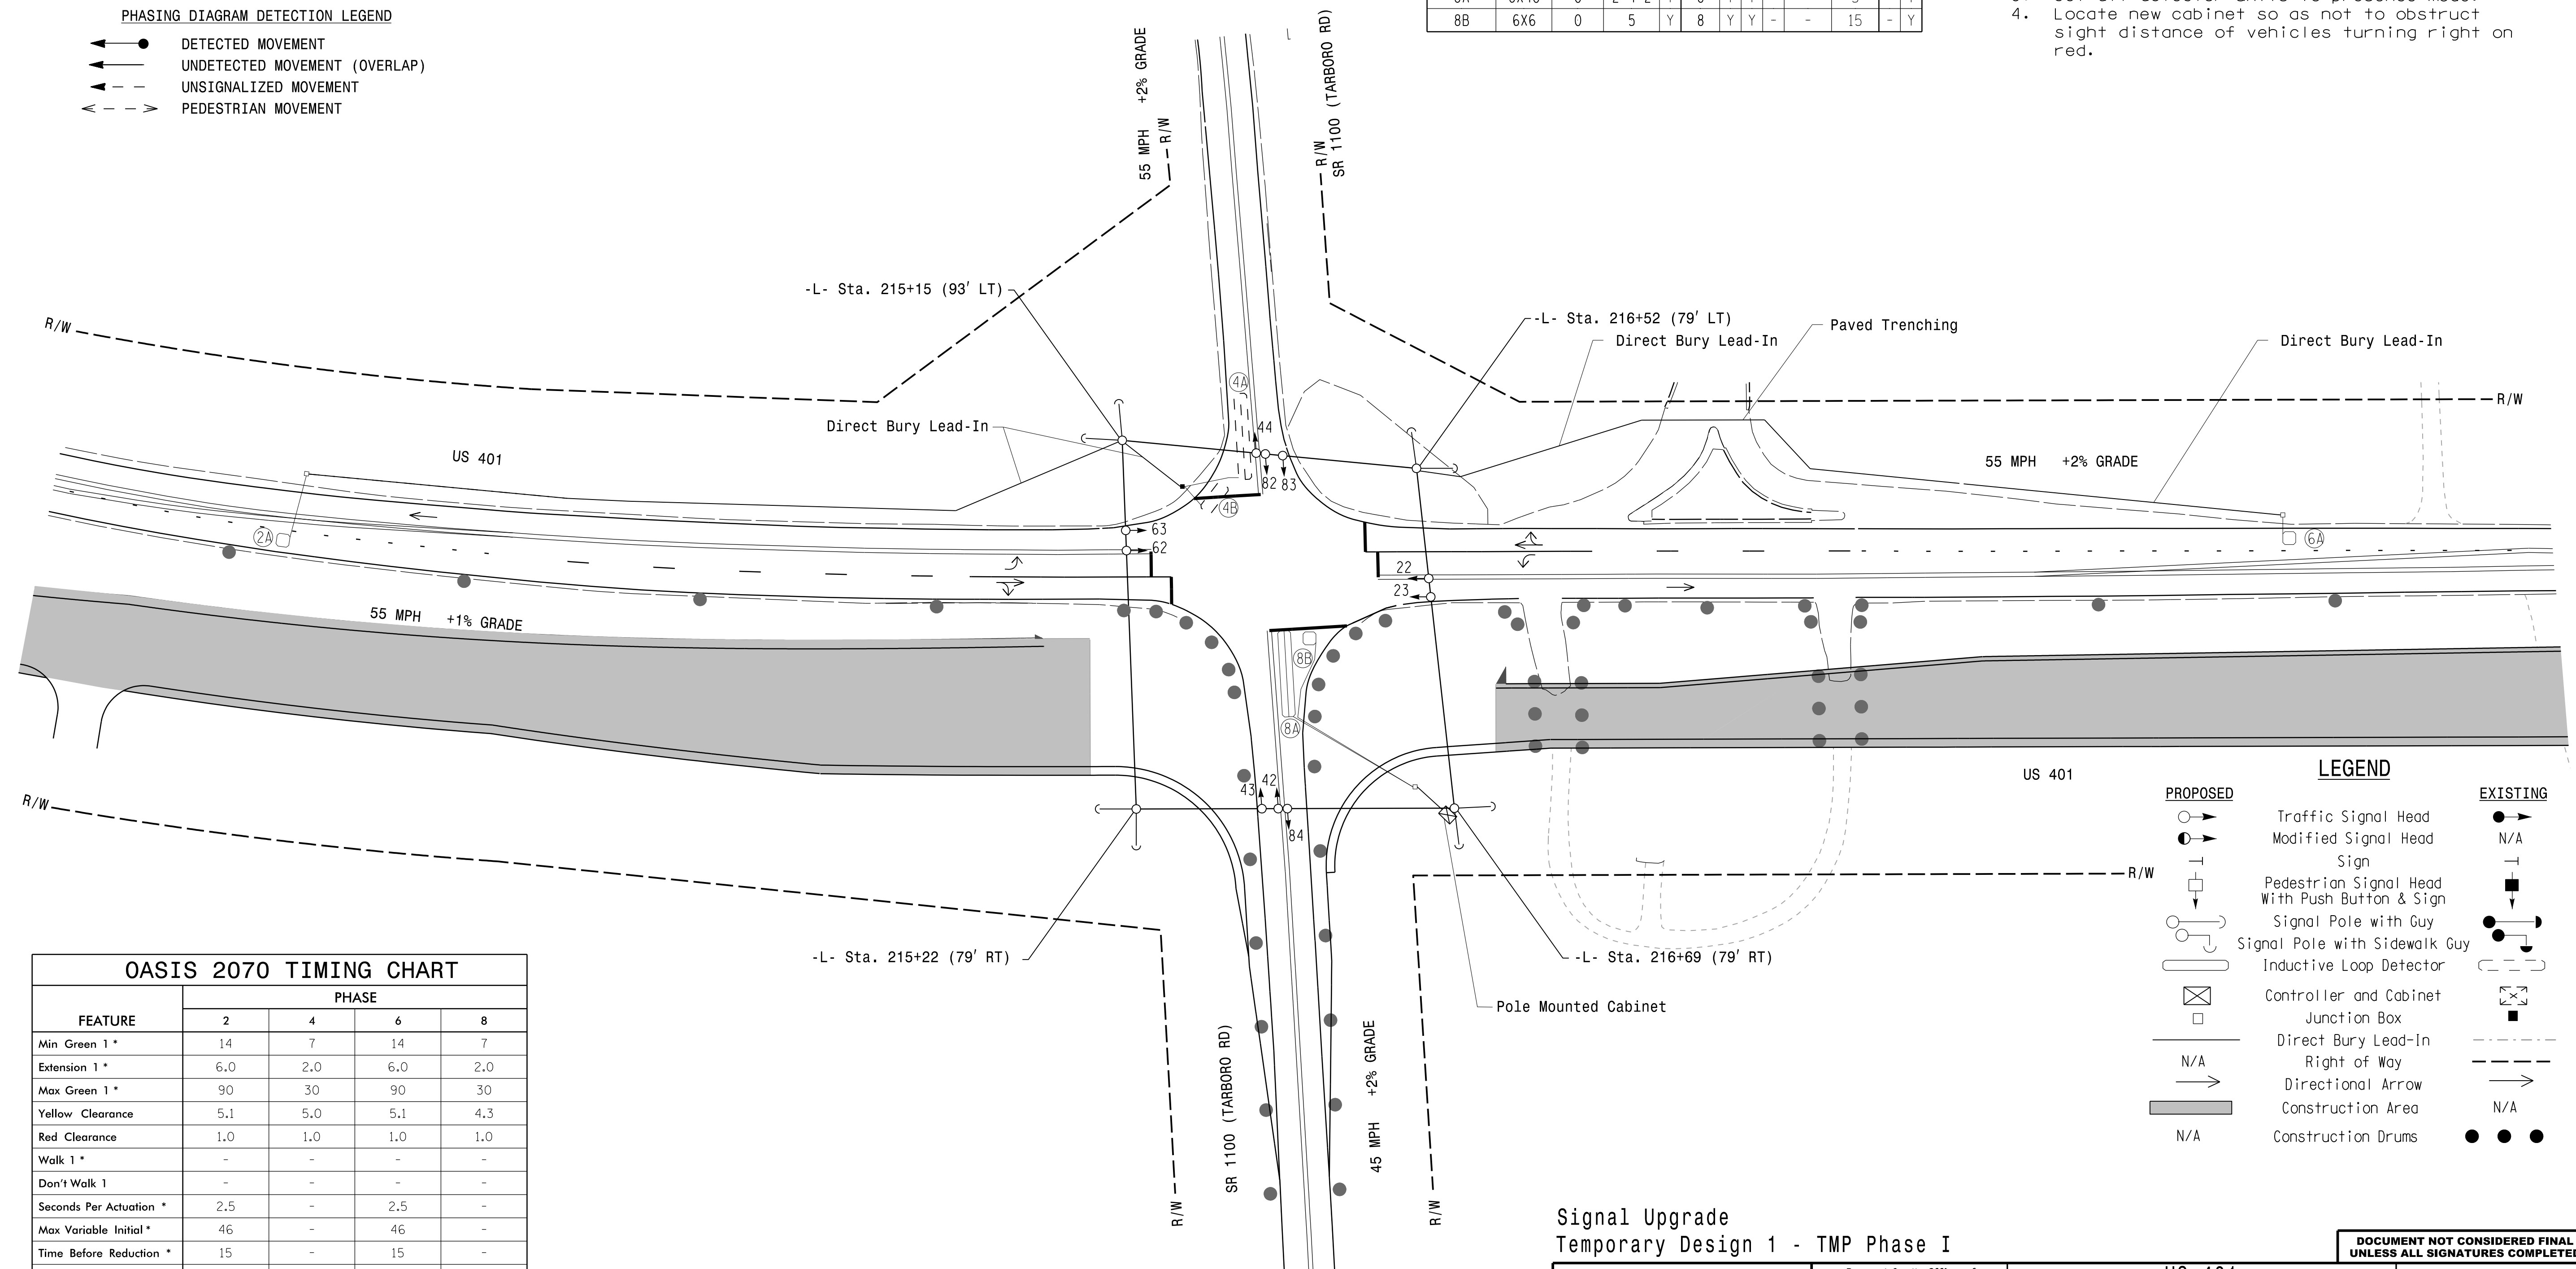 PHASING DIAGRAM DETECTION LEGEND
DETECTED MOVEMENT
UNDETECTED MOVEMENT (OVERLAP)
UNSIGNALIZED MOVEMENT
PEDESTRIAN MOVEMENT
8B 6X6 0 5 Y 8 Y Y - - 15 - Y
4. Locate new cabinet so as not to obstruct
sight distance of vehicles turning right on
red.
55 MPH +2% GRADE
R/W
R/W
SR 1100 (TARBORO RD)
-L- Sta. 215+15 (93' LT)
-L- Sta. 216+52 (79' LT)
Direct Bury Lead-In
Paved Trenching
Direct Bury Lead-In
R/W
R/W
Direct Bury Lead-In
US 401
4A
44
82 83
4B
55 MPH +2% GRADE
2A
63
62
6A
22
23
55 MPH +1% GRADE
8B
8A
43
42
84
R/W
US 401
R/W
-L- Sta. 215+22 (79' RT)
-L- Sta. 216+69 (79' RT)
Pole Mounted Cabinet
SR 1100 (TARBORO RD)
45 MPH +2% GRADE
R/W
R/W
LEGEND
PROPOSED EXISTING
Traffic Signal Head
Modified Signal Head N/A
Sign
Pedestrian Signal Head
With Push Button & Sign
Signal Pole with Guy
Signal Pole with Sidewalk Guy
Inductive Loop Detector
Controller and Cabinet
Junction Box
Direct Bury Lead-In
N/A Right of Way
Directional Arrow
Construction Area N/A
N/A Construction Drums
OASIS 2070 TIMING CHART
FEATURE PHASE
2 4 6 8
Min Green 1 * 14 7 14 7
Extension 1 * 6.0 2.0 6.0 2.0
Max Green 1 * 90 30 90 30
Yellow Clearance 5.1 5.0 5.1 4.3
Red Clearance 1.0 1.0 1.0 1.0
Walk 1 * - - - -
Don't Walk 1 - - - -
Seconds Per Actuation * 2.5 - 2.5 -
Max Variable Initial * 46 - 46 -
Time Before Reduction * 15 - 15 -
Signal Upgrade
Temporary Design 1 - TMP Phase I
DOCUMENT NOT CONSIDERED FINAL
UNLESS ALL SIGNATURES COMPLETED